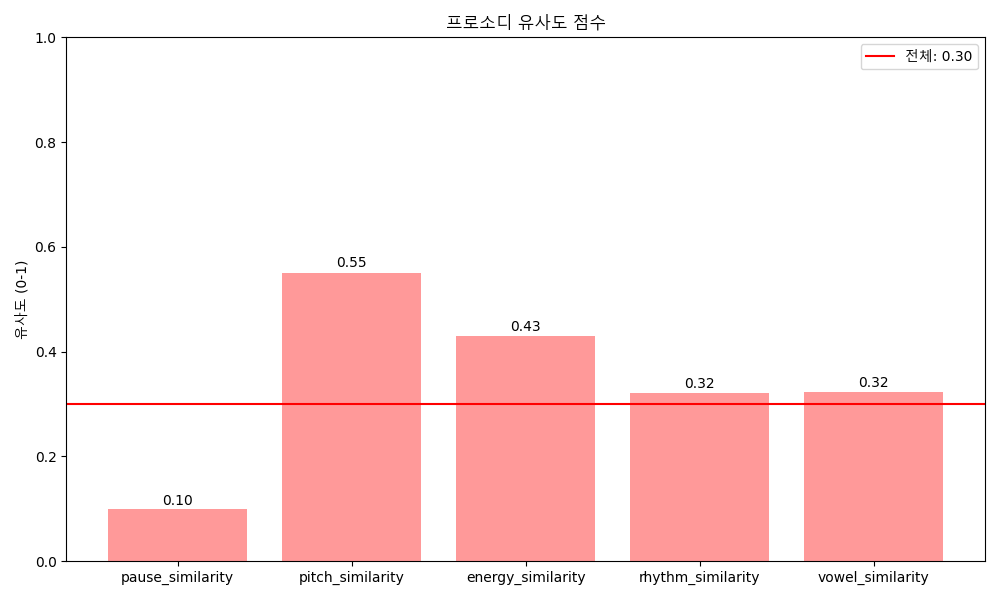 프로소디 유사도 점수
전체: 0.30
유사도 (0-1)
1.0
0.8
0.6
0.4
0.2
0.0
0.10
0.55
0.43
0.32
0.32
pause_similarity
pitch_similarity
energy_similarity
rhythm_similarity
vowel_similarity